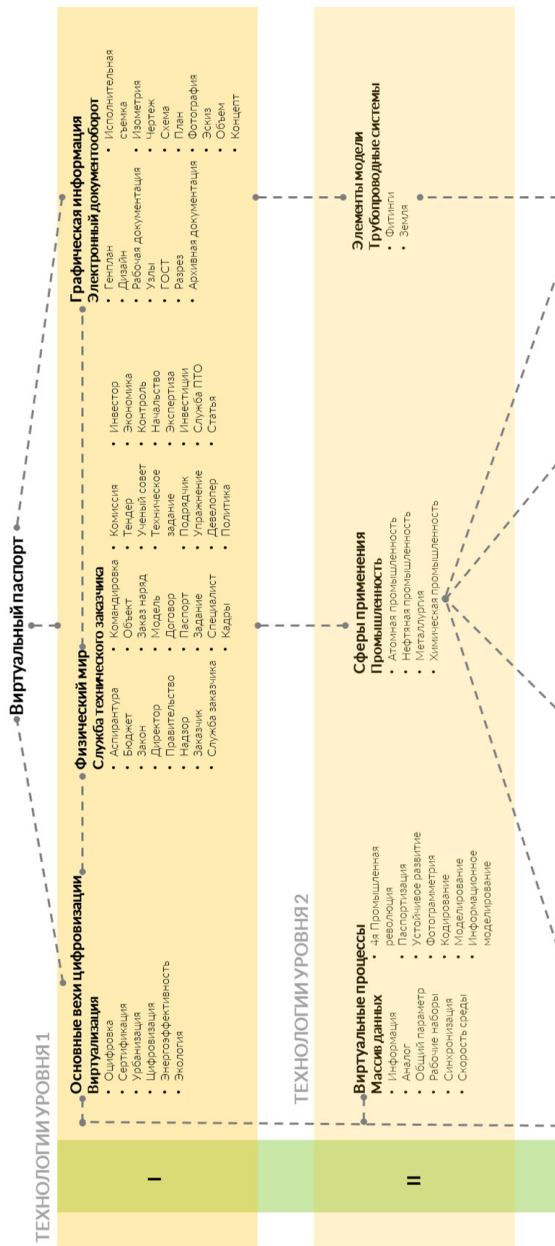 Виртуальный паспорт
ТЕХНОЛОГИИ УРОВНЯ 1
I
Основные вехи цифровизации
Виртуализация
• Оцифровка
• Сертификация
• Урбанизация
• Цифровизация
• Энергоэффективность
• Экология
Физический мир
Служба технического заказчика
• Аспирантура
• Бюджет
• Закон
• Директор
• Правительство
• Надзор
• Заказчик
• Служба заказчика
• Командировка
• Объект
• Заказ наряд
• Модель
• Договор
• Паспорт
• Задание
• Специалист
• Кадры
• Комиссия
• Тендер
• Ученый совет
• Техническое
задание
• Подрядчик
• Упражнение
• Девелопер
• Политика
• Инвестор
• Экономика
• Контроль
• Начальство
• Экспертиза
• Инвестиции
• Служба ПТО
• Статья
Графическая информация
Электронный документооборот
• Генплан
• Дизайн
• Рабочая документация
• Узлы
• ГОСТ
• Разрез
• Архивная документация
• Исполнительная
съемка
• Изометрия
• Чертеж
• Схема
• План
• Фотография
• Эскиз
• Объем
• Концепт
ТЕХНОЛОГИИ УРОВНЯ 2
II
Виртуальные процессы
Массив данных
• Информация
• Аналог
• Общий параметр
• Рабочие наборы
• Синхронизация
• Скорость среды
• 4я Промышленная
революция
• Паспортизация
• Устойчивое развитие
• Фотограмметрия
• Кодирование
• Моделирование
• Информационное
моделирование
Сферы применения
Промышленность
• Атомная промышленность
• Нефтяная промышленность
• Металлургия
• Химическая промышленность
Элементы модели
Трубопроводные системы
• Фитинги
• Земля